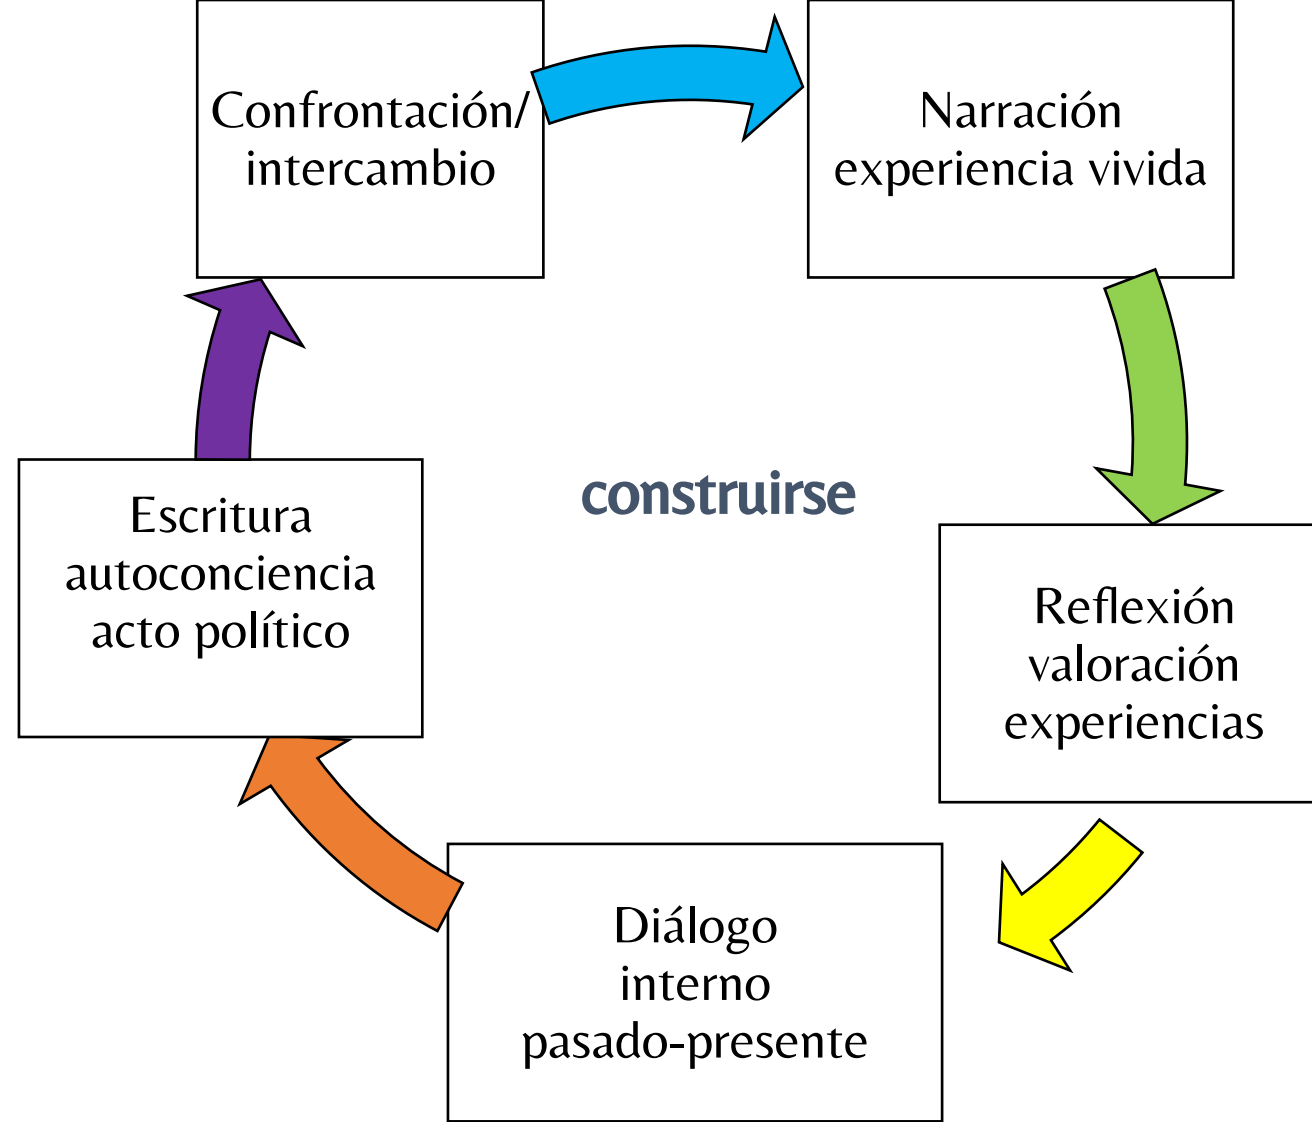 Confrontación/
intercambio
Narración
experiencia vivida
construirse
Escritura
autoconciencia
acto político
Reflexión
valoración
experiencias
Diálogo
interno
pasado-presente